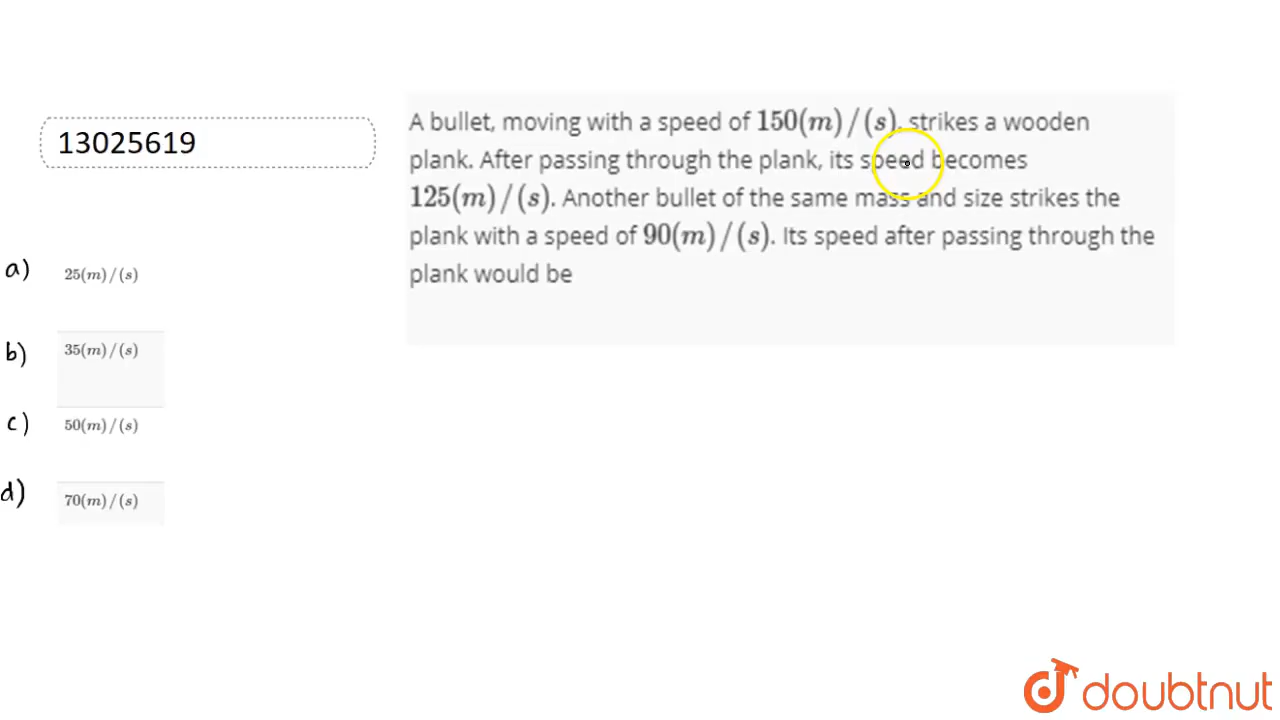 13025619
A bullet, moving with a speed of 150(m)/(s), strikes a wooden
plank. After passing through the plank, its speed becomes
125(m)/(s). Another bullet of the same mass and size strikes the
plank with a speed of 90(m)/(s). Its speed after passing through the
plank would be
a) 25(m)/(s)
b) 35(m)/(s)
c) 50(m)/(s)
d) 70(m)/(s)
doubtnut